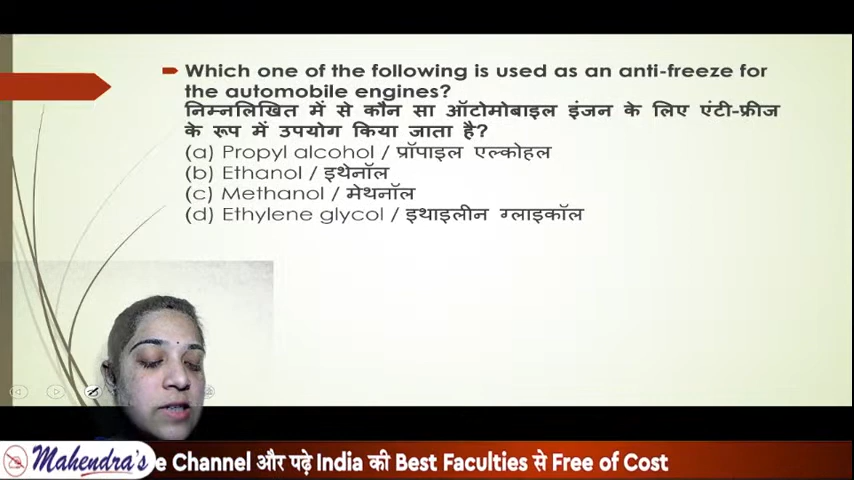 Which one of the following is used as an anti-freeze for
the automobile engines?
निम्नलिखित में से कौन सा ऑटोमोबाइल इंजन के लिए एंटी-फ्रीज
के रूप में उपयोग किया जाता है?
(a) Propyl alcohol / प्रॉपाइल एल्कोहल
(b) Ethanol / इथेनॉल
(c) Methanol / मेथनॉल
(d) Ethylene glycol / इथाइलीन ग्लाइकॉल
Mahendra's e Channel और पढ़े India की Best Faculties से Free of Cost